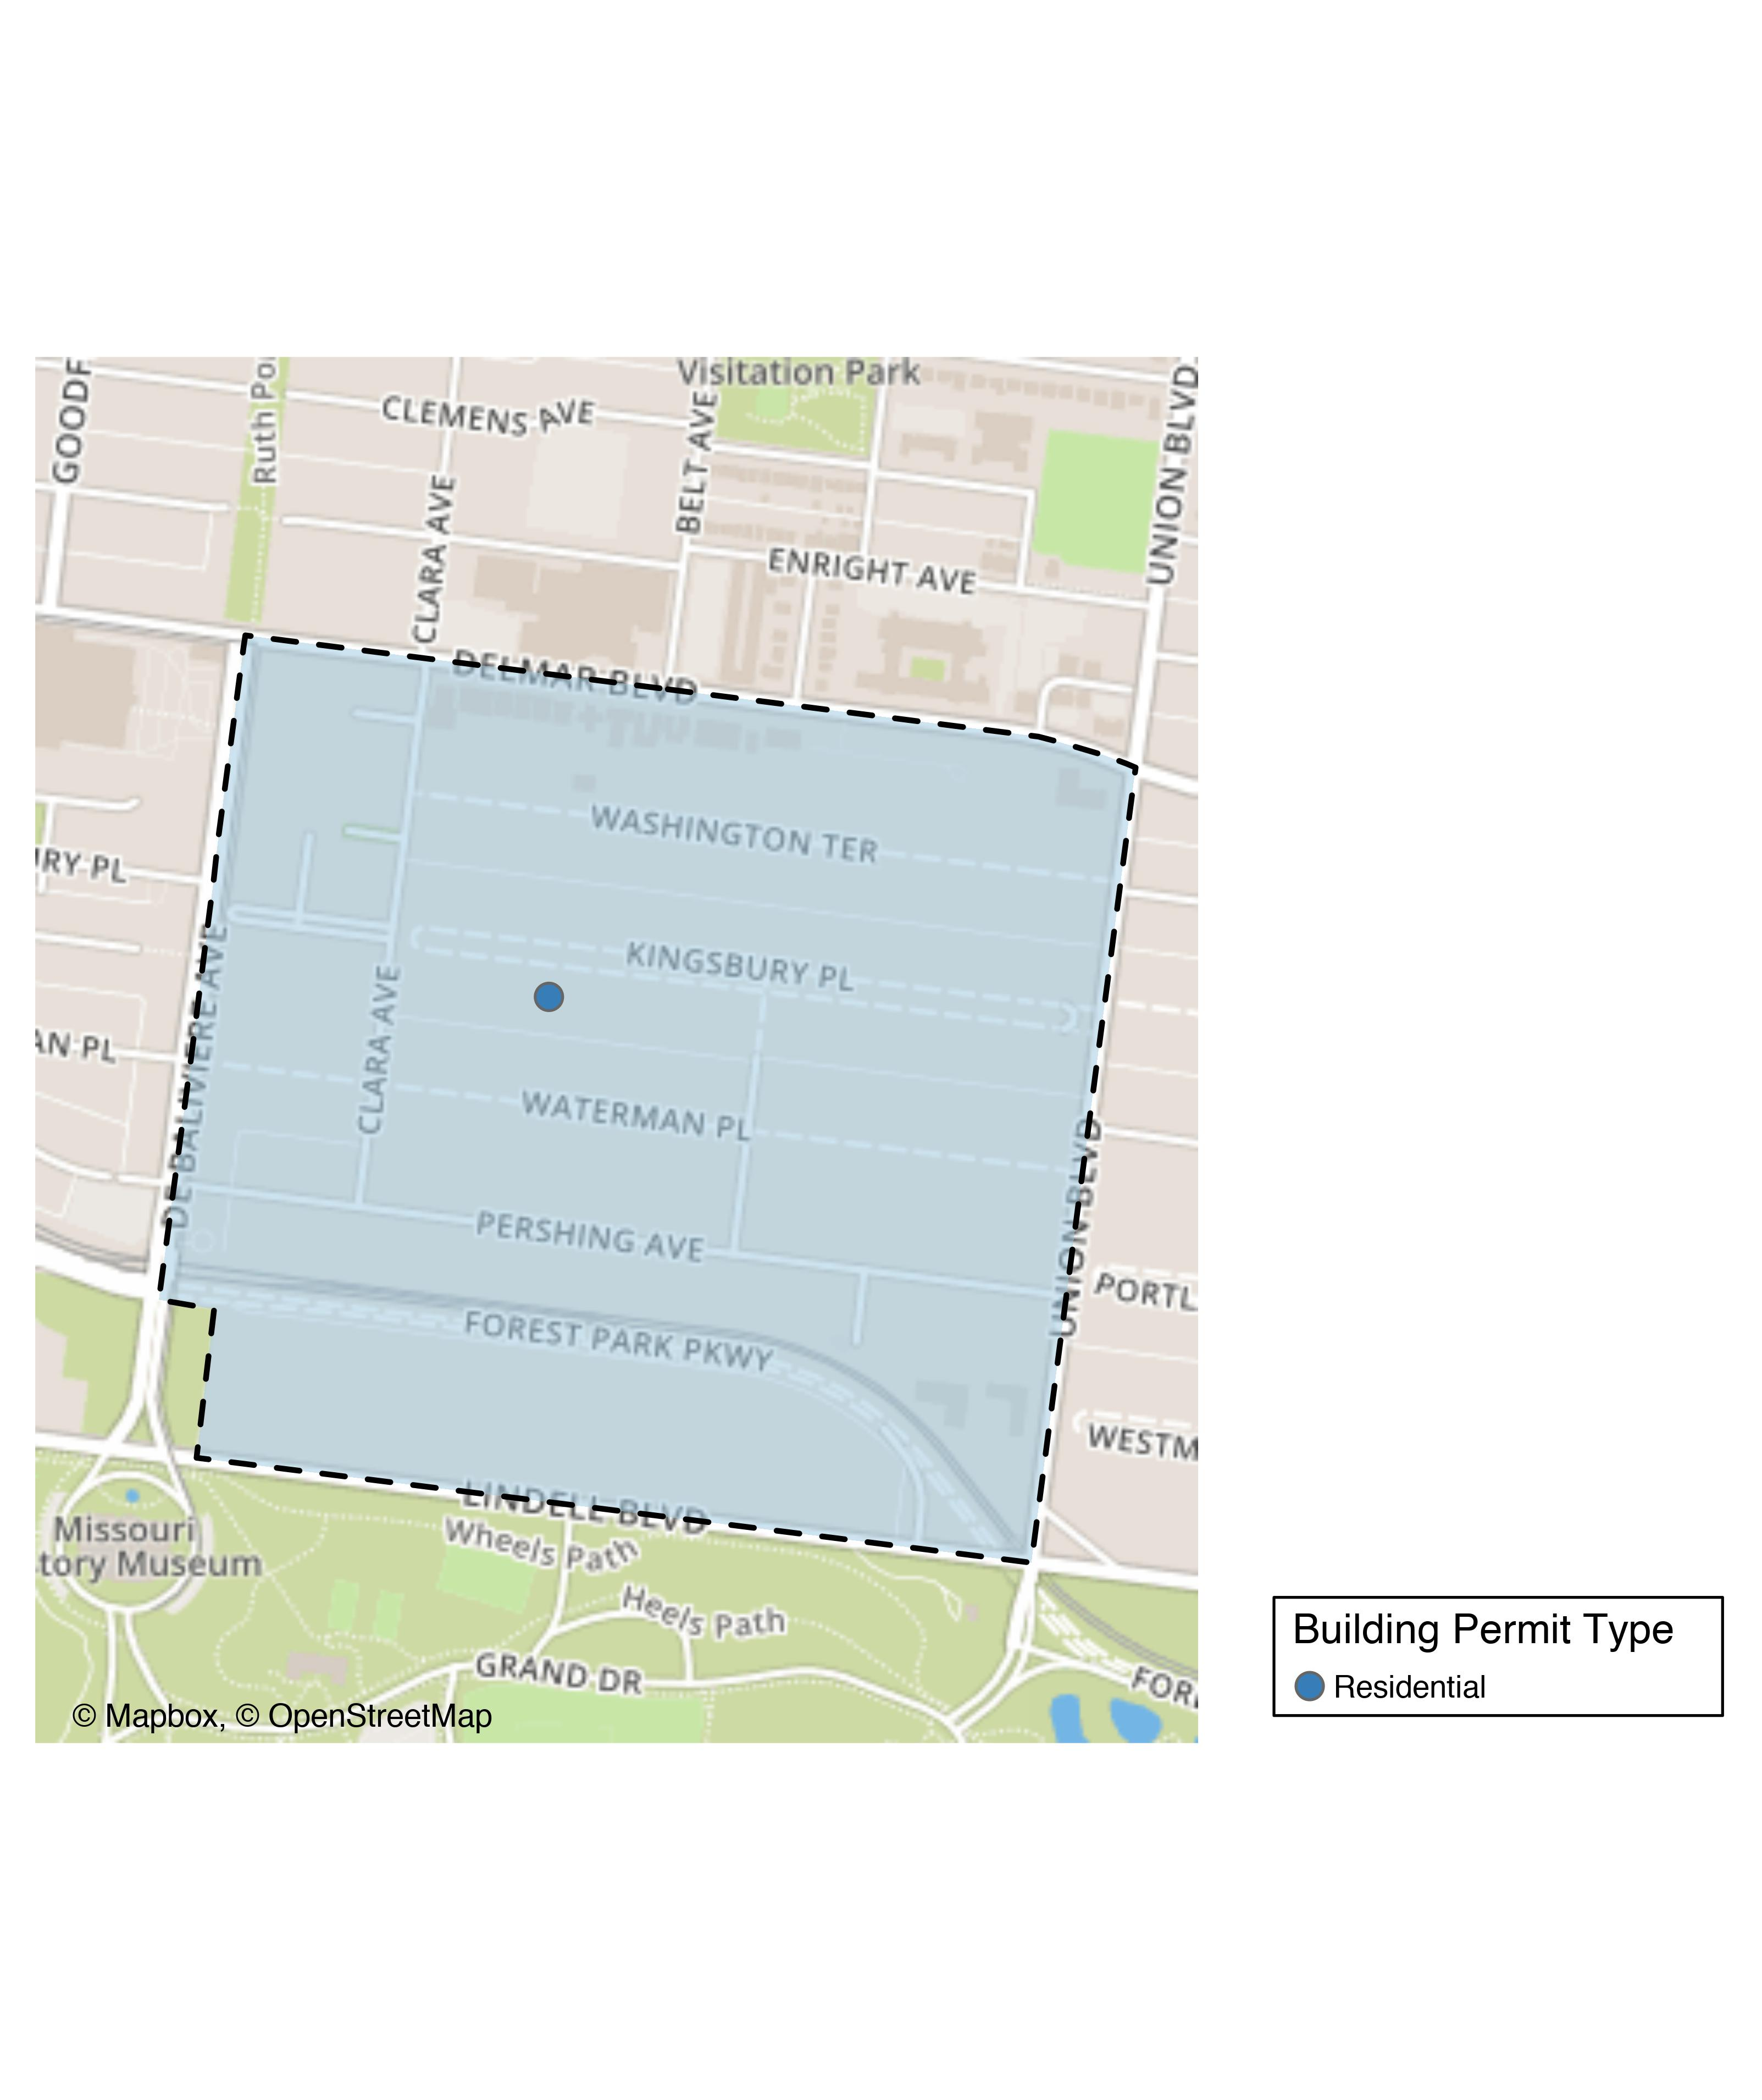 Visitation Park
GOODF
Ruth Po
CLEMENS AVE
BELT AVE
UNION BLVD
CLARA AVE
ENRIGHT AVE
DELMAR BLVD
WASHINGTON TER
RY PL
KINGSBURY PL
DE BALIVIERE AVE
CLARA AVE
AN PL
WATERMAN PL
UNION BLVD
PERSHING AVE
PORTL
FOREST PARK PKWY
WESTM
LINDELL BLVD
Wheels Path
Missouri
tory Museum
Heels Path
GRAND DR
FOR
© Mapbox, © OpenStreetMap
Building Permit Type
Residential